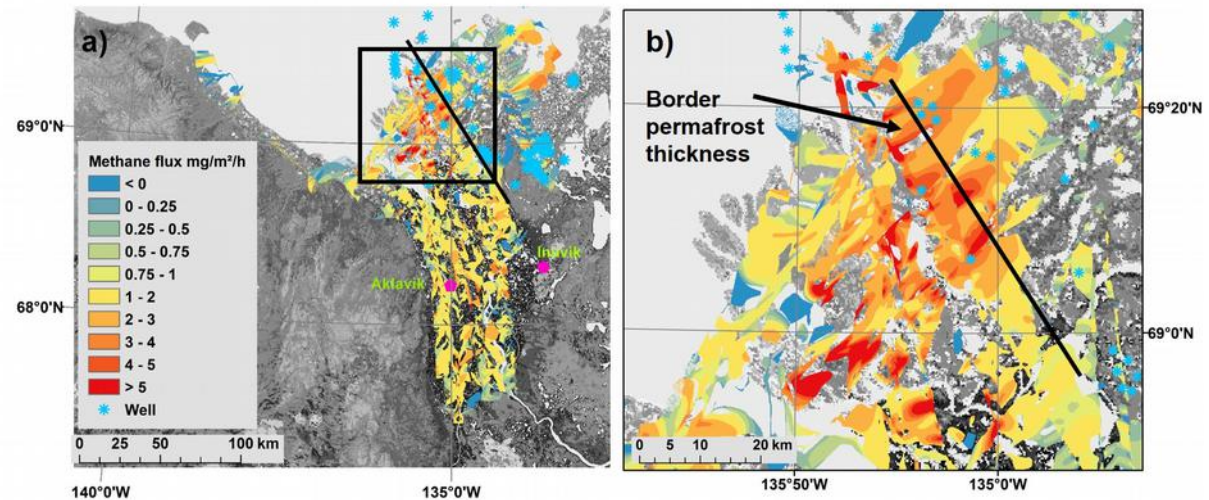 a)
69°0'N
68°0'N
Methane flux mg/m²/h
< 0
0 - 0.25
0.25 - 0.5
0.5 - 0.75
0.75 - 1
1 - 2
2 - 3
3 - 4
4 - 5
> 5
Well
0 25 50 100 km
Aklavik
Inuvik
140°0'W
135°0'W
b)
Border
permafrost
thickness
69°20'N
69°0'N
0 5 10 20 km
135°50'W
135°0'W